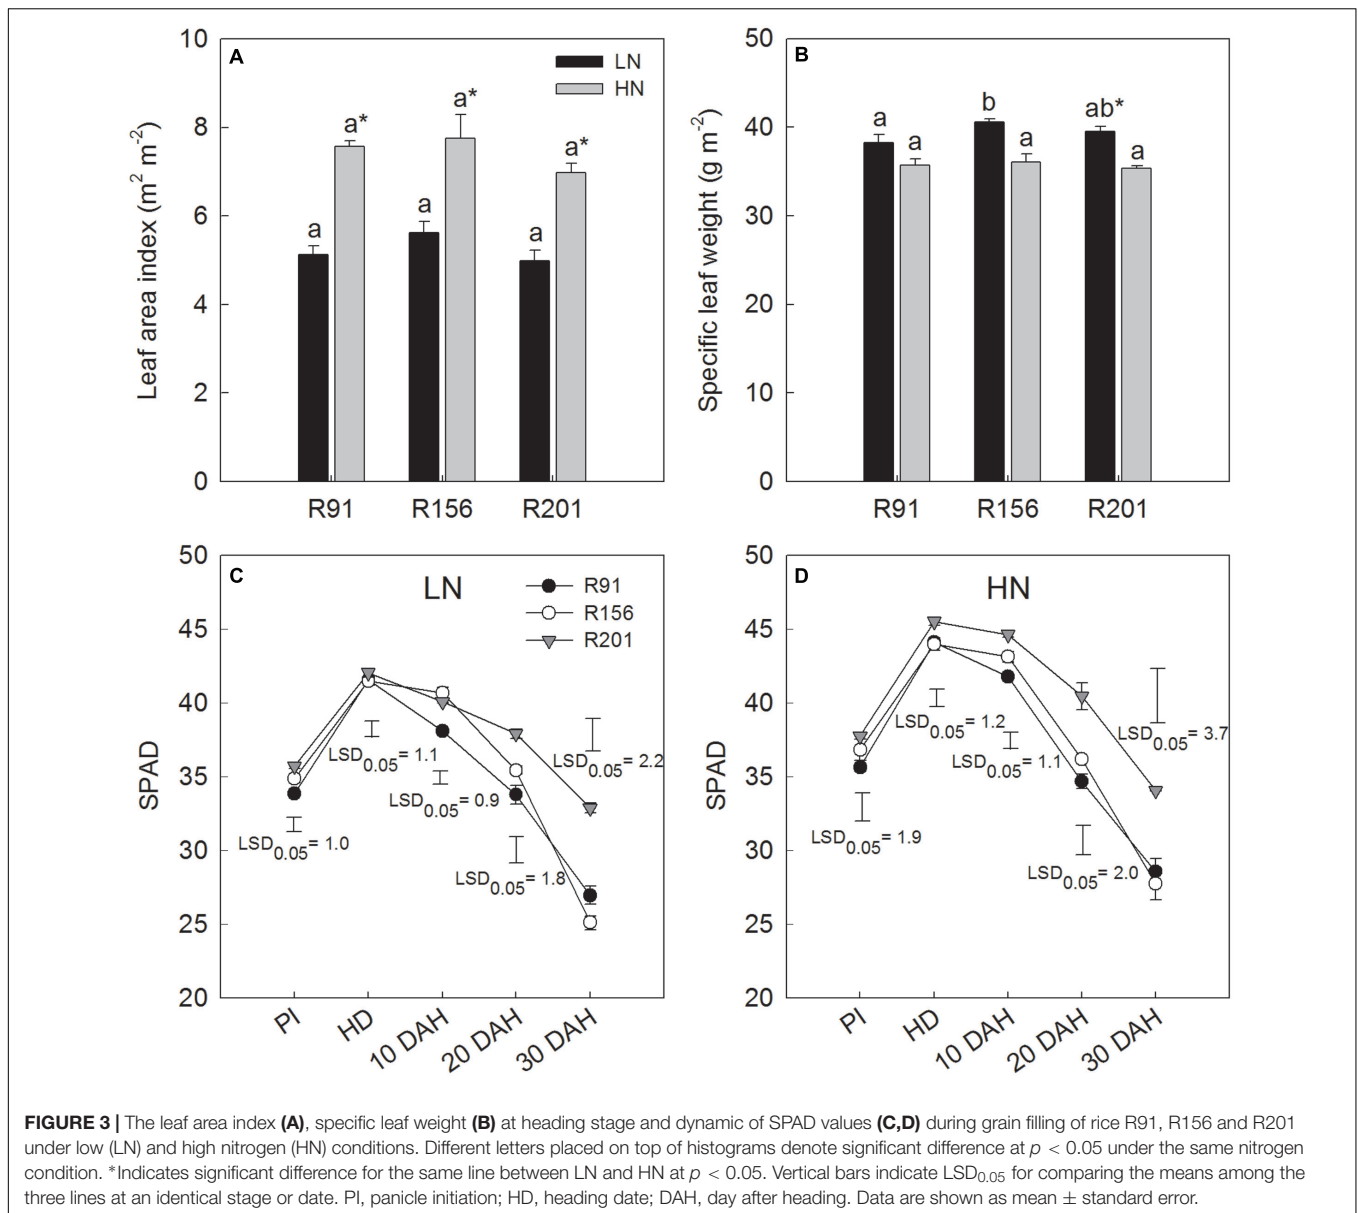 A
LN
HN
Leaf area index (m² m⁻²)
10
8
6
4
2
0
a
a*
a
a*
a
a*
R91
R156
R201
B
Specific leaf weight (g m⁻²)
50
40
30
20
10
0
a
a
b
a
ab*
a
R91
R156
R201
C
LN
R91
R156
R201
SPAD
50
45
40
35
30
25
20
LSD0.05= 1.0
LSD0.05= 1.1
LSD0.05= 0.9
LSD0.05= 1.8
LSD0.05= 2.2
PI
HD
10 DAH
20 DAH
30 DAH
D
HN
SPAD
50
45
40
35
30
25
20
LSD0.05= 1.9
LSD0.05= 1.2
LSD0.05= 1.1
LSD0.05= 2.0
LSD0.05= 3.7
PI
HD
10 DAH
20 DAH
30 DAH
FIGURE 3 | The leaf area index (A), specific leaf weight (B) at heading stage and dynamic of SPAD values (C,D) during grain filling of rice R91, R156 and R201
under low (LN) and high nitrogen (HN) conditions. Different letters placed on top of histograms denote significant difference at p < 0.05 under the same nitrogen
condition. *Indicates significant difference for the same line between LN and HN at p < 0.05. Vertical bars indicate LSD0.05 for comparing the means among the
three lines at an identical stage or date. PI, panicle initiation; HD, heading date; DAH, day after heading. Data are shown as mean ± standard error.